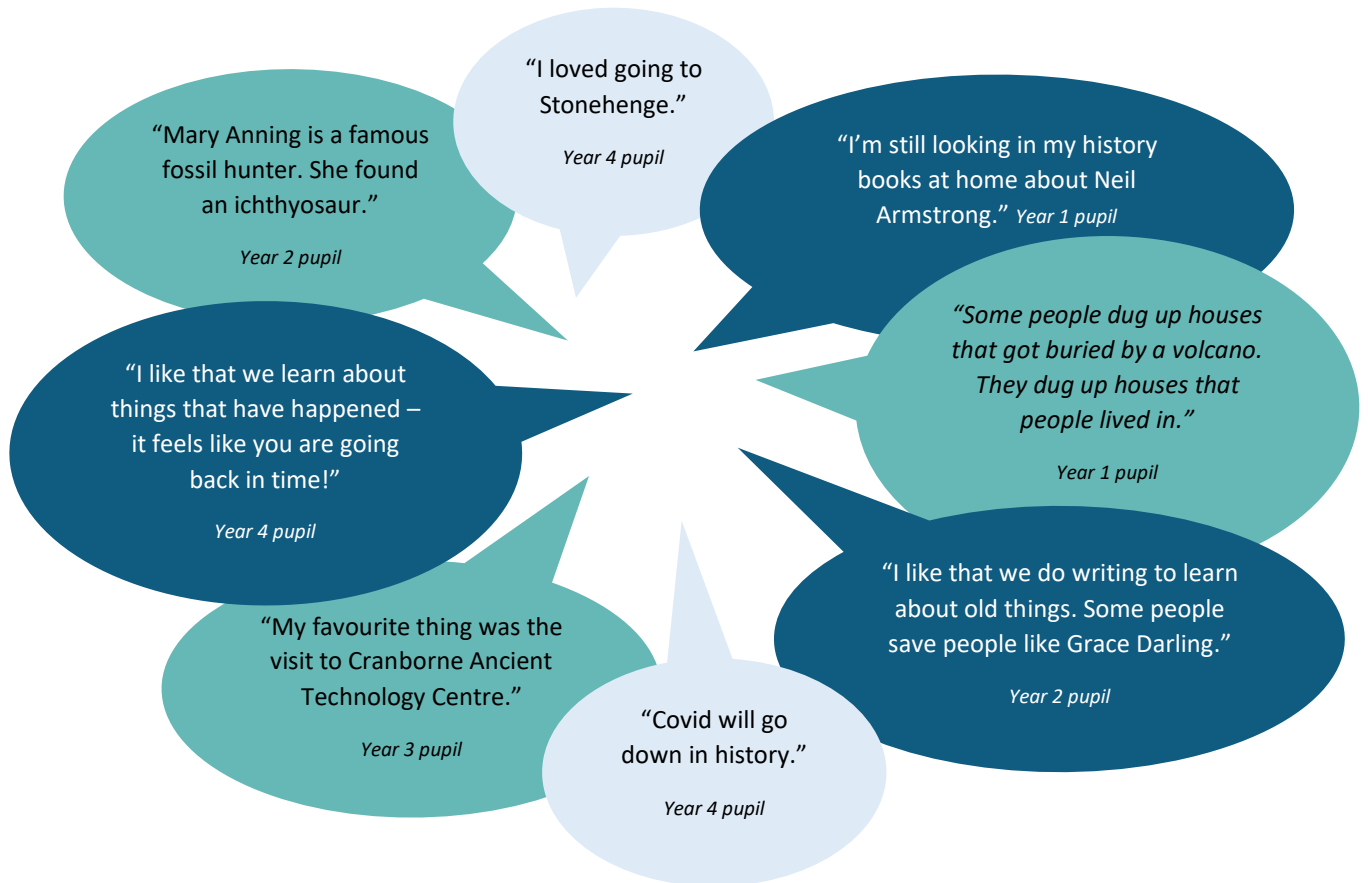 “I loved going to
Stonehenge.”
Year 4 pupil
“Mary Anning is a famous
fossil hunter. She found
an ichthyosaur.”
Year 2 pupil
“I’m still looking in my history
books at home about Neil
Armstrong.” Year 1 pupil
“Some people dug up houses
that got buried by a volcano.
They dug up houses that
people lived in.”
Year 1 pupil
“I like that we learn about
things that have happened –
it feels like you are going
back in time!”
Year 4 pupil
“I like that we do writing to learn
about old things. Some people
save people like Grace Darling.”
Year 2 pupil
“My favourite thing was the
visit to Cranborne Ancient
Technology Centre.”
Year 3 pupil
“Covid will go
down in history.”
Year 4 pupil